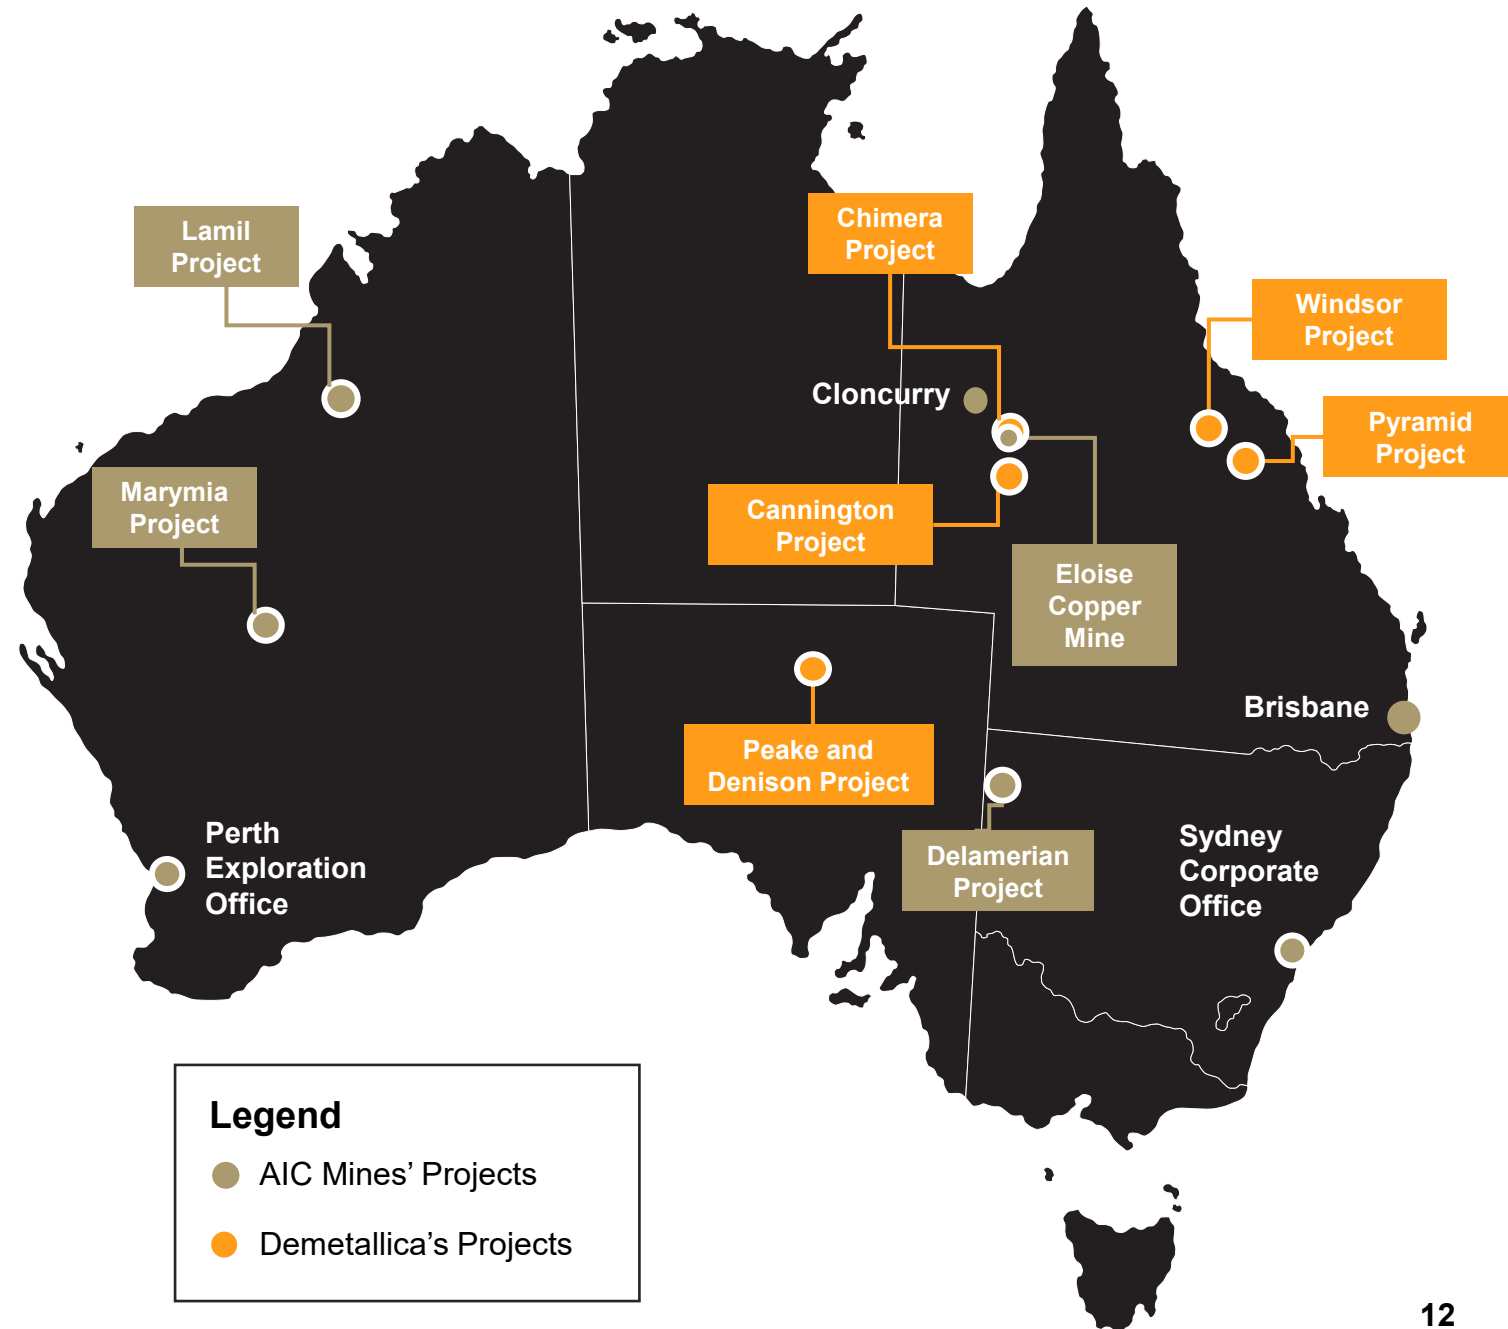 Lamil
Project
Chimera
Project
Windsor
Project
Cloncurry
Pyramid
Project
Marymia
Project
Cannington
Project
Eloise
Copper
Mine
Brisbane
Peake and
Denison Project
Perth
Exploration
Office
Delamerian
Project
Sydney
Corporate
Office
Legend
AIC Mines’ Projects
Demetallica’s Projects
12